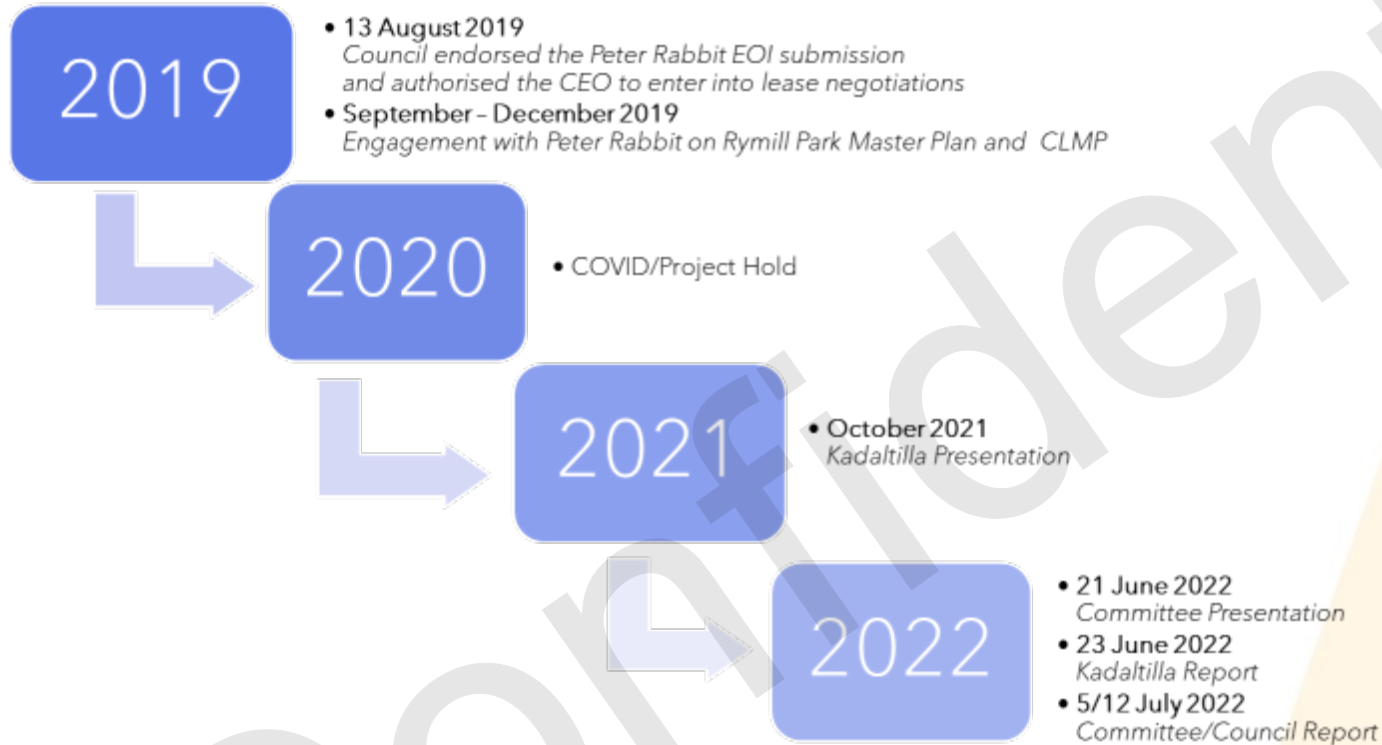 2019
• 13 August 2019
Council endorsed the Peter Rabbit EOI submission
and authorised the CEO to enter into lease negotiations
• September – December 2019
Engagement with Peter Rabbit on Rymill Park Master Plan and CLMP
2020
• COVID/Project Hold
2021
• October 2021
Kadaltilla Presentation
2022
• 21 June 2022
Committee Presentation
• 23 June 2022
Kadaltilla Report
• 5/12 July 2022
Committee/Council Report
onfiden